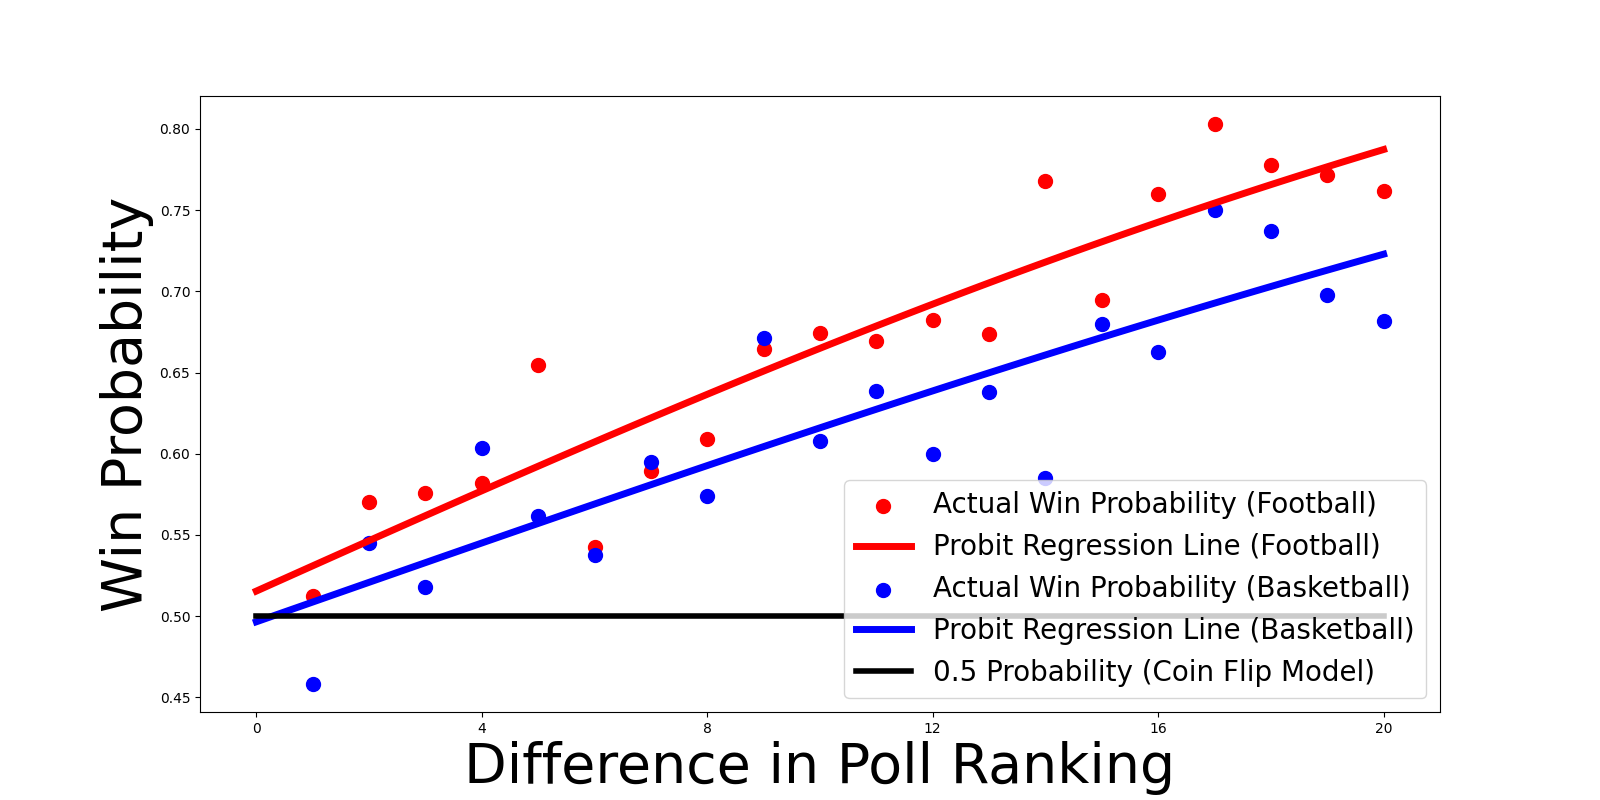 Win Probability
0.80
0.75
0.70
0.65
0.60
0.55
0.50
0.45
Actual Win Probability (Football)
Probit Regression Line (Football)
Actual Win Probability (Basketball)
Probit Regression Line (Basketball)
0.5 Probability (Coin Flip Model)
0 4 8 12 16 20
Difference in Poll Ranking